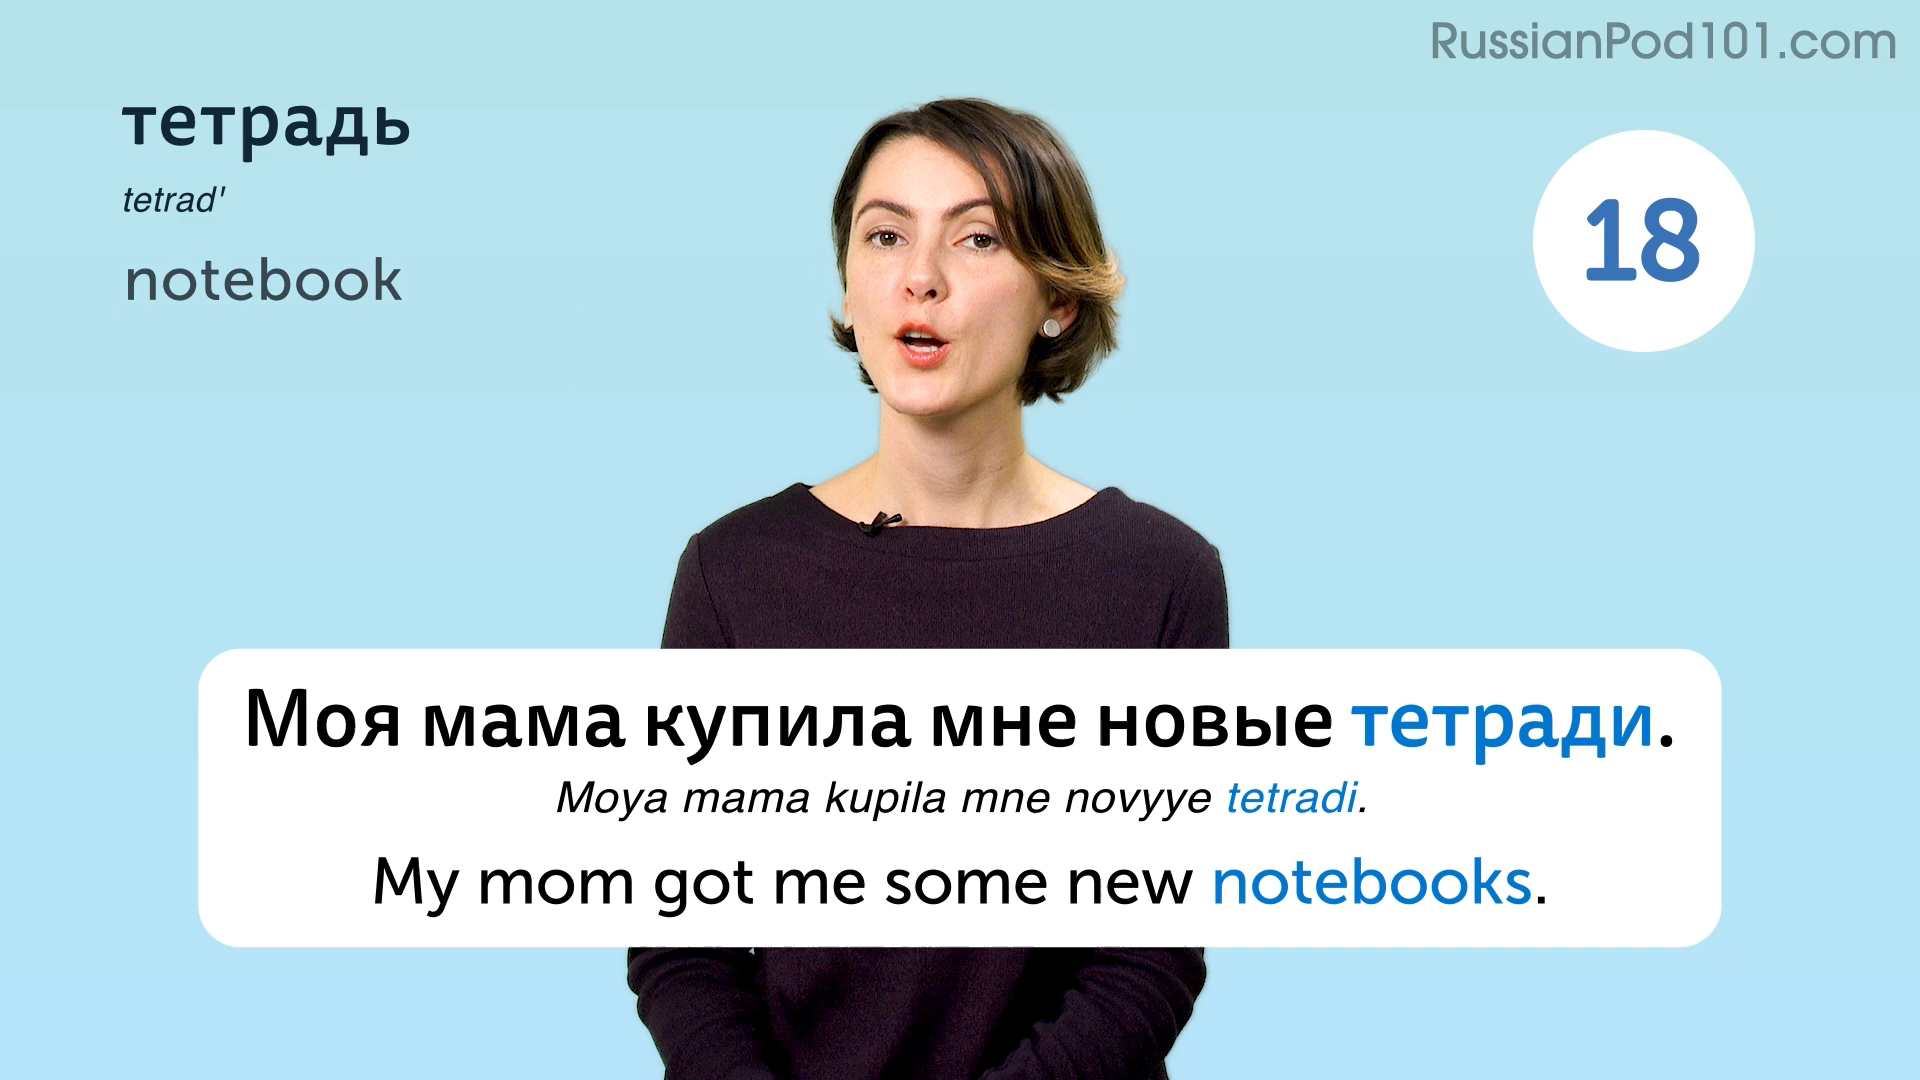 RussianPod101.com
тетрадь
tetrad'
notebook
18
Моя мама купила мне новые тетради.
Moya mama kupila mne novyye tetradi.
My mom got me some new notebooks.